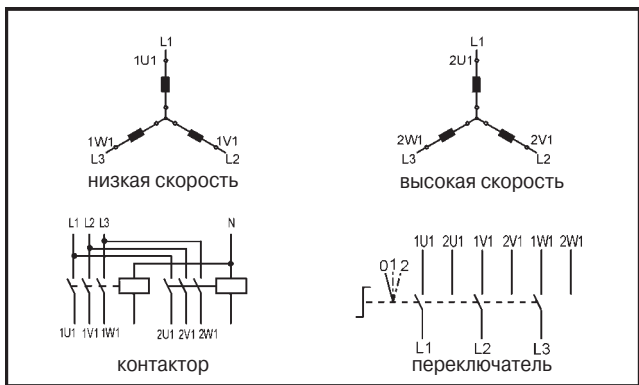 L1
1U1
1W1
1V1
L3
L2
низкая скорость
L1
2U1
2W1
2V1
L3
L2
высокая скорость
L1 L2 L3 N
1U1 1V1 1W1 2U1 2V1 2W1
контактор
1U1 2U1 1V1 2V1 1W1 2W1
0 1 2
L1 L2 L3
переключатель